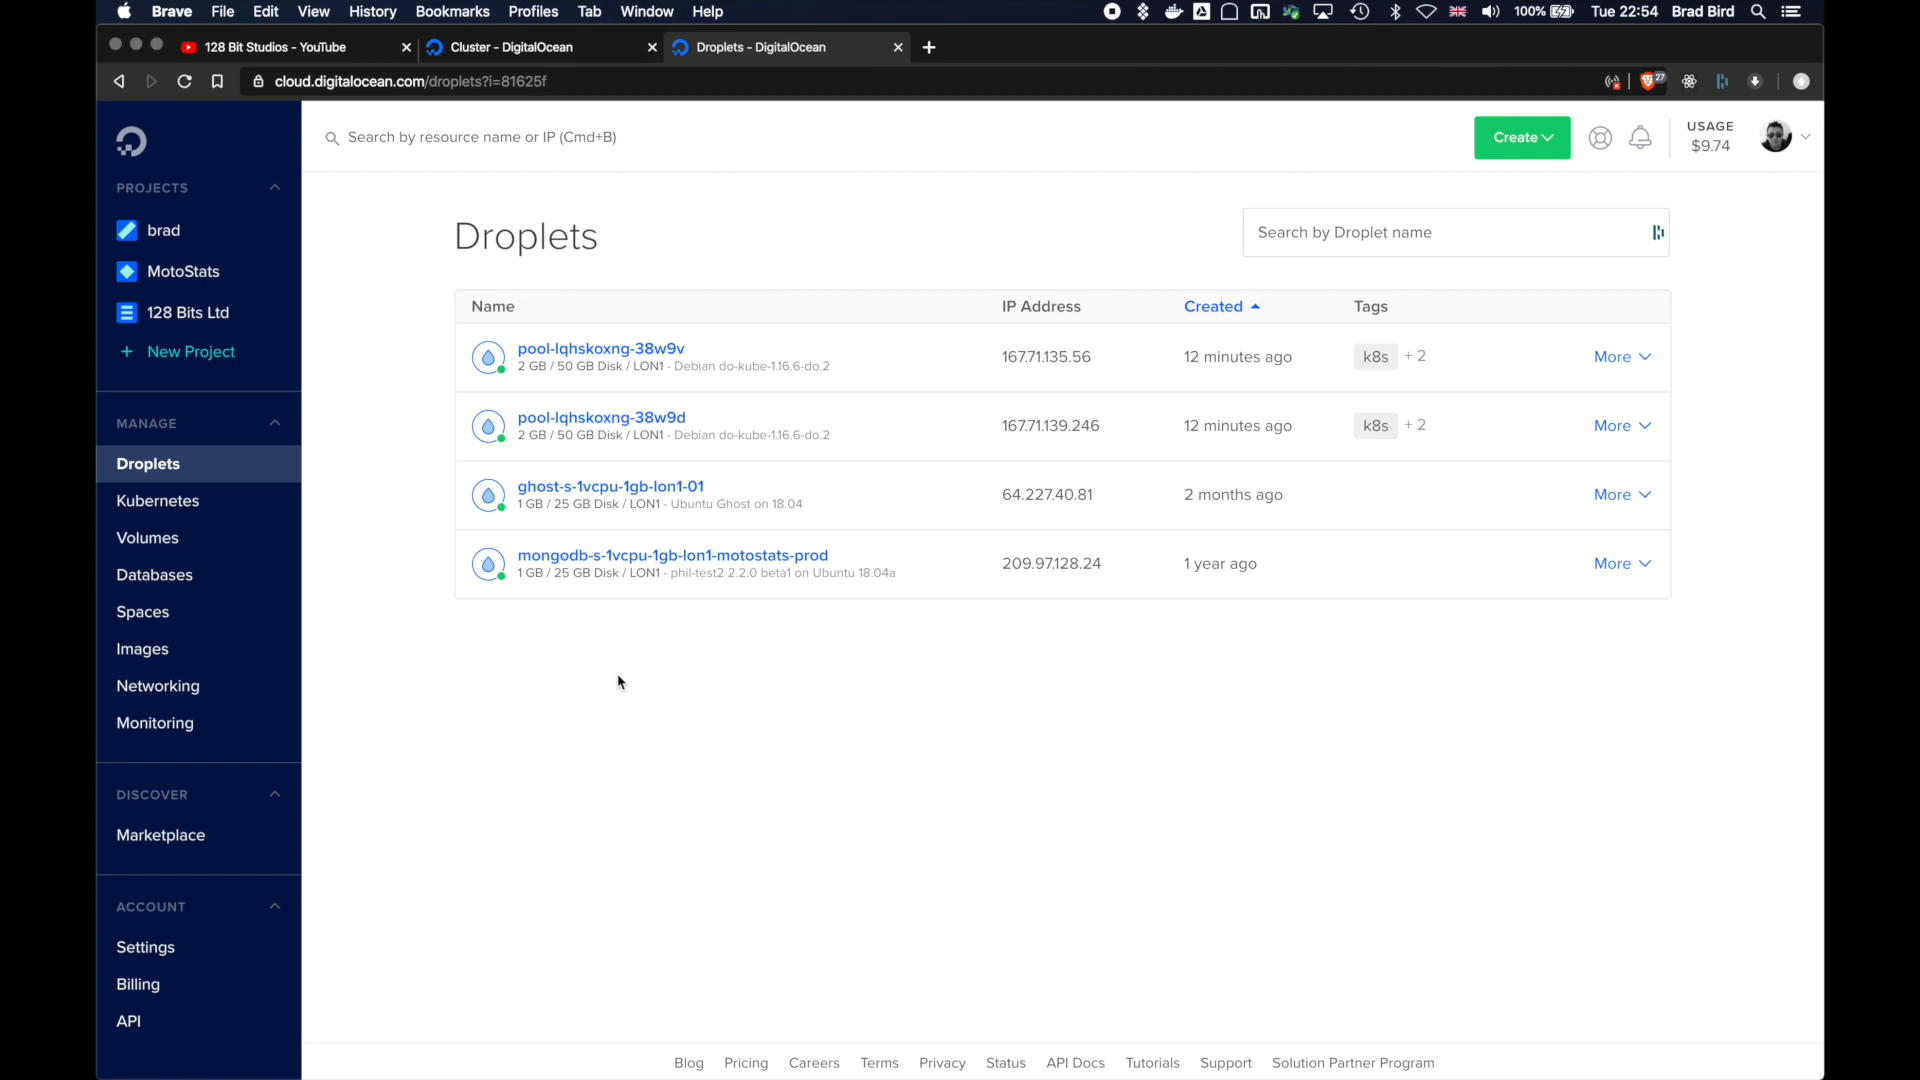 Brave File Edit View History Bookmarks Profiles Tab Window Help 100% Tue 22:54 Brad Bird
128 Bit Studios - YouTube Cluster - DigitalOcean Droplets - DigitalOcean
cloud.digitalocean.com/droplets?i=81625f 27
Search by resource name or IP (Cmd+B) Create USAGE
$9.74
PROJECTS
brad
MotoStats
128 Bits Ltd
+ New Project
MANAGE
Droplets
Kubernetes
Volumes
Databases
Spaces
Images
Networking
Monitoring
DISCOVER
Marketplace
ACCOUNT
Settings
Billing
API
Droplets Search by Droplet name
Name IP Address Created Tags
pool-lqhskoxng-38w9v 167.71.135.56 12 minutes ago k8s + 2 More
2 GB / 50 GB Disk / LON1 - Debian do-kube-1.16.6-do.2
pool-lqhskoxng-38w9d 167.71.139.246 12 minutes ago k8s + 2 More
2 GB / 50 GB Disk / LON1 - Debian do-kube-1.16.6-do.2
ghost-s-1vcpu-1gb-lon1-01 64.227.40.81 2 months ago More
1 GB / 25 GB Disk / LON1 - Ubuntu Ghost on 18.04
mongodb-s-1vcpu-1gb-lon1-motostats-prod 209.97.128.24 1 year ago More
1 GB / 25 GB Disk / LON1 - phil-test2 2.2.0 beta1 on Ubuntu 18.04a
Blog Pricing Careers Terms Privacy Status API Docs Tutorials Support Solution Partner Program